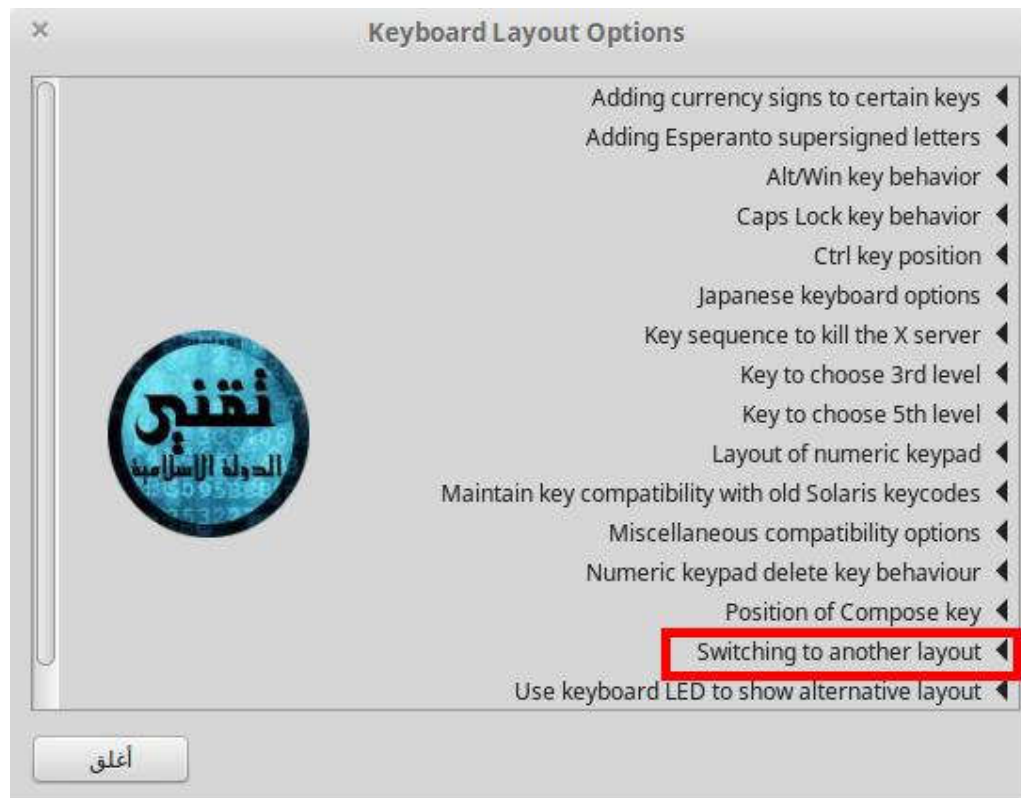 Keyboard Layout Options
Adding currency signs to certain keys
Adding Esperanto supersigned letters
Alt/Win key behavior
Caps Lock key behavior
Ctrl key position
Japanese keyboard options
Key sequence to kill the X server
Key to choose 3rd level
Key to choose 5th level
Layout of numeric keypad
Maintain key compatibility with old Solaris keycodes
Miscellaneous compatibility options
Numeric keypad delete key behaviour
Position of Compose key
Switching to another layout
Use keyboard LED to show alternative layout
تقني
الدولة الاسلامية
أغلق